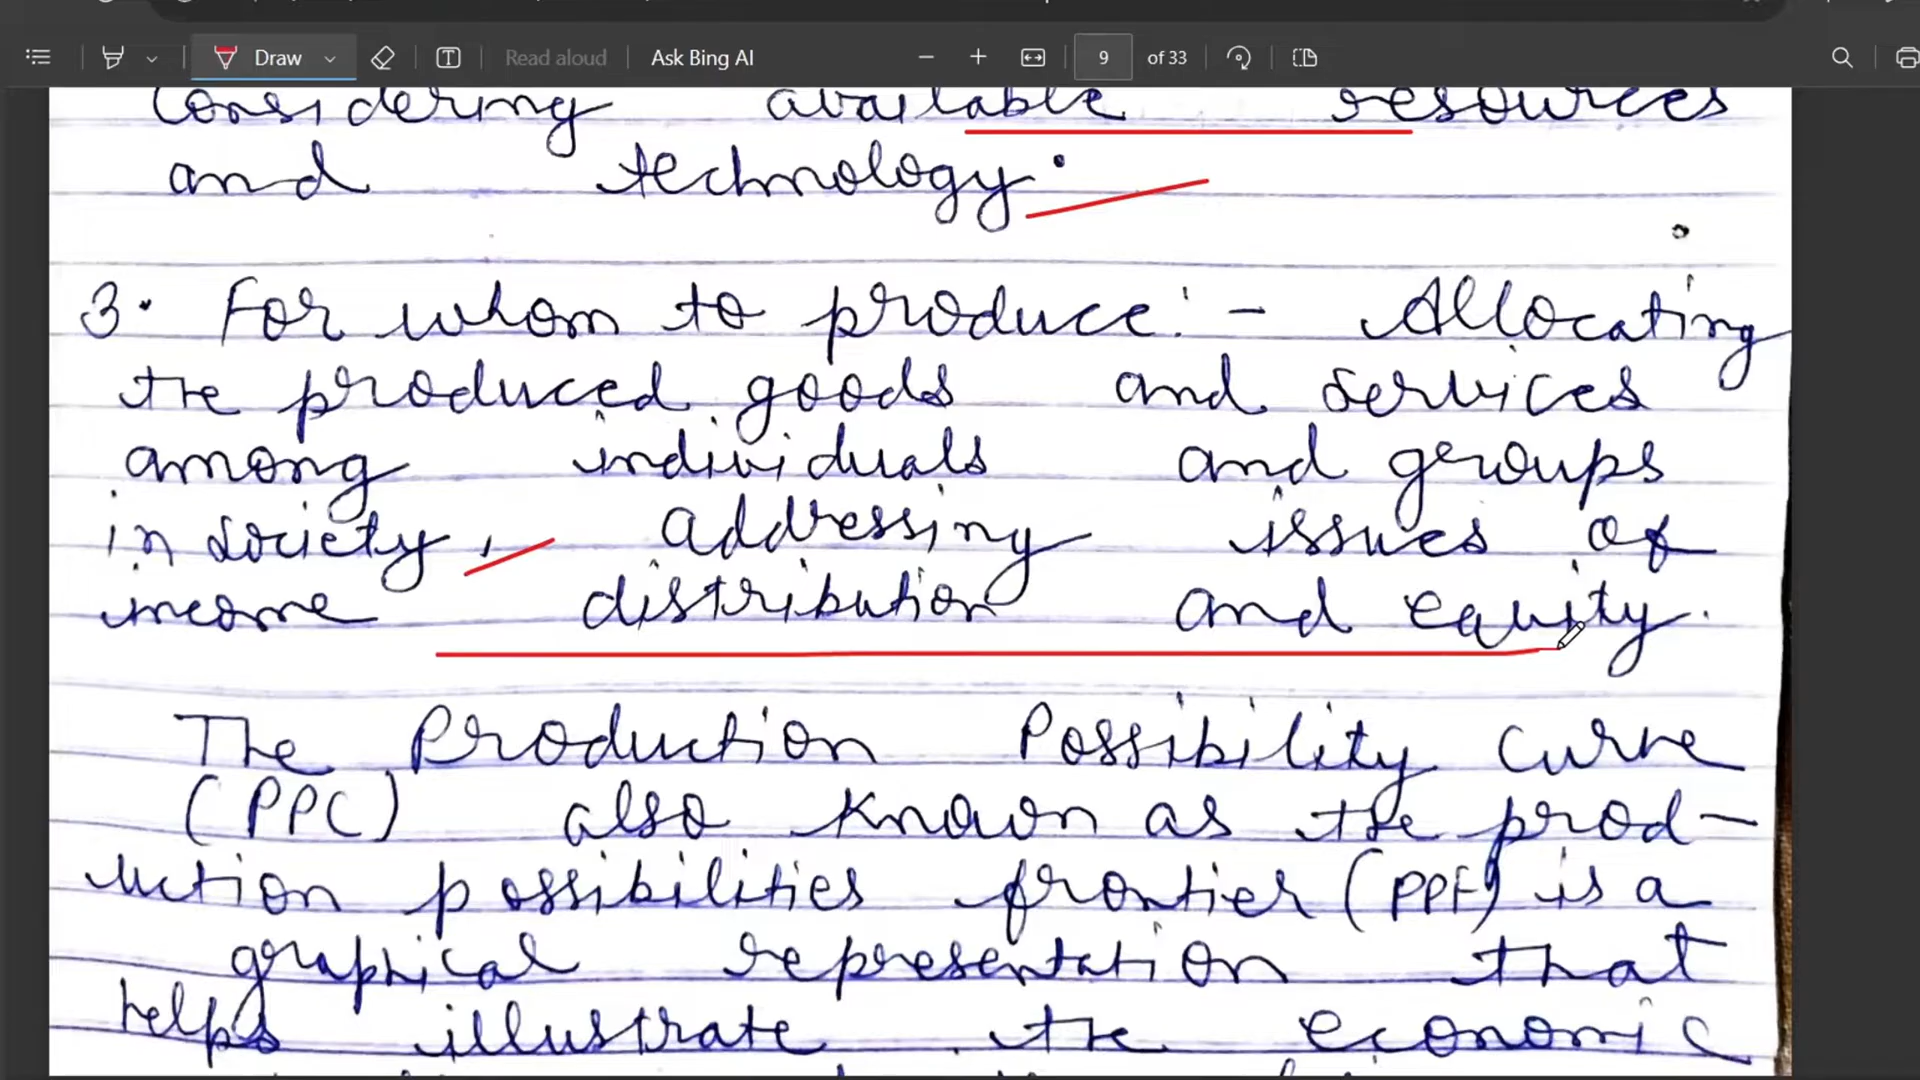 Draw
Read aloud
Ask Bing AI
9
of 33
Considering available resources
and technology.
3. For whom to produce:- Allocating
the produced goods and services
among individuals and groups
in society, addressing issues of
income distribution and equity.
The Production Possibility Curve
(PPC) also known as the prod-
uction possibilities frontier (PPF) is a
graphical representation that
helps illustrate the economic